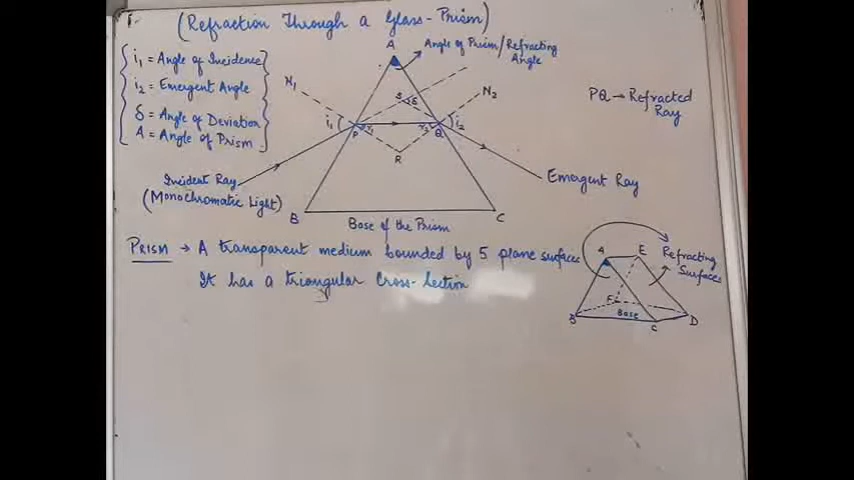 (Refraction Through a Glass-Prism)
i₁ = Angle of Incidence
i₂ = Emergent Angle
δ = Angle of Deviation
A = Angle of Prism
A
Angle of Prism/Refracting
Angle
N₁
N₂
S
δ
i₁
P
r₁
r₂
Q
i₂
R
PQ → Refracted
Ray
Incident Ray
(Monochromatic Light)
Emergent Ray
B
C
Base of the Prism
PRISM → A transparent medium bounded by 5 plane surfaces
It has a triangular Cross-Section
A
E
Refracting
Surfaces
F
B
Base
C
D